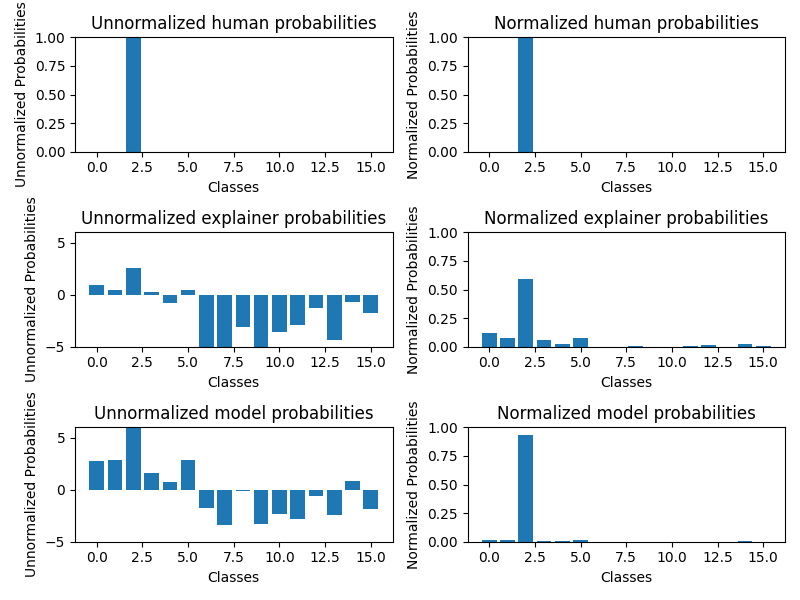 Unnormalized human probabilities
Unnormalized Probabilities
1.00
0.75
0.50
0.25
0.00
0.0 2.5 5.0 7.5 10.0 12.5 15.0
Classes
Normalized human probabilities
Normalized Probabilities
1.00
0.75
0.50
0.25
0.00
0.0 2.5 5.0 7.5 10.0 12.5 15.0
Classes
Unnormalized explainer probabilities
Unnormalized Probabilities
5
0
−5
0.0 2.5 5.0 7.5 10.0 12.5 15.0
Classes
Normalized explainer probabilities
Normalized Probabilities
1.00
0.75
0.50
0.25
0.00
0.0 2.5 5.0 7.5 10.0 12.5 15.0
Classes
Unnormalized model probabilities
Unnormalized Probabilities
5
0
−5
0.0 2.5 5.0 7.5 10.0 12.5 15.0
Classes
Normalized model probabilities
Normalized Probabilities
1.00
0.75
0.50
0.25
0.00
0.0 2.5 5.0 7.5 10.0 12.5 15.0
Classes